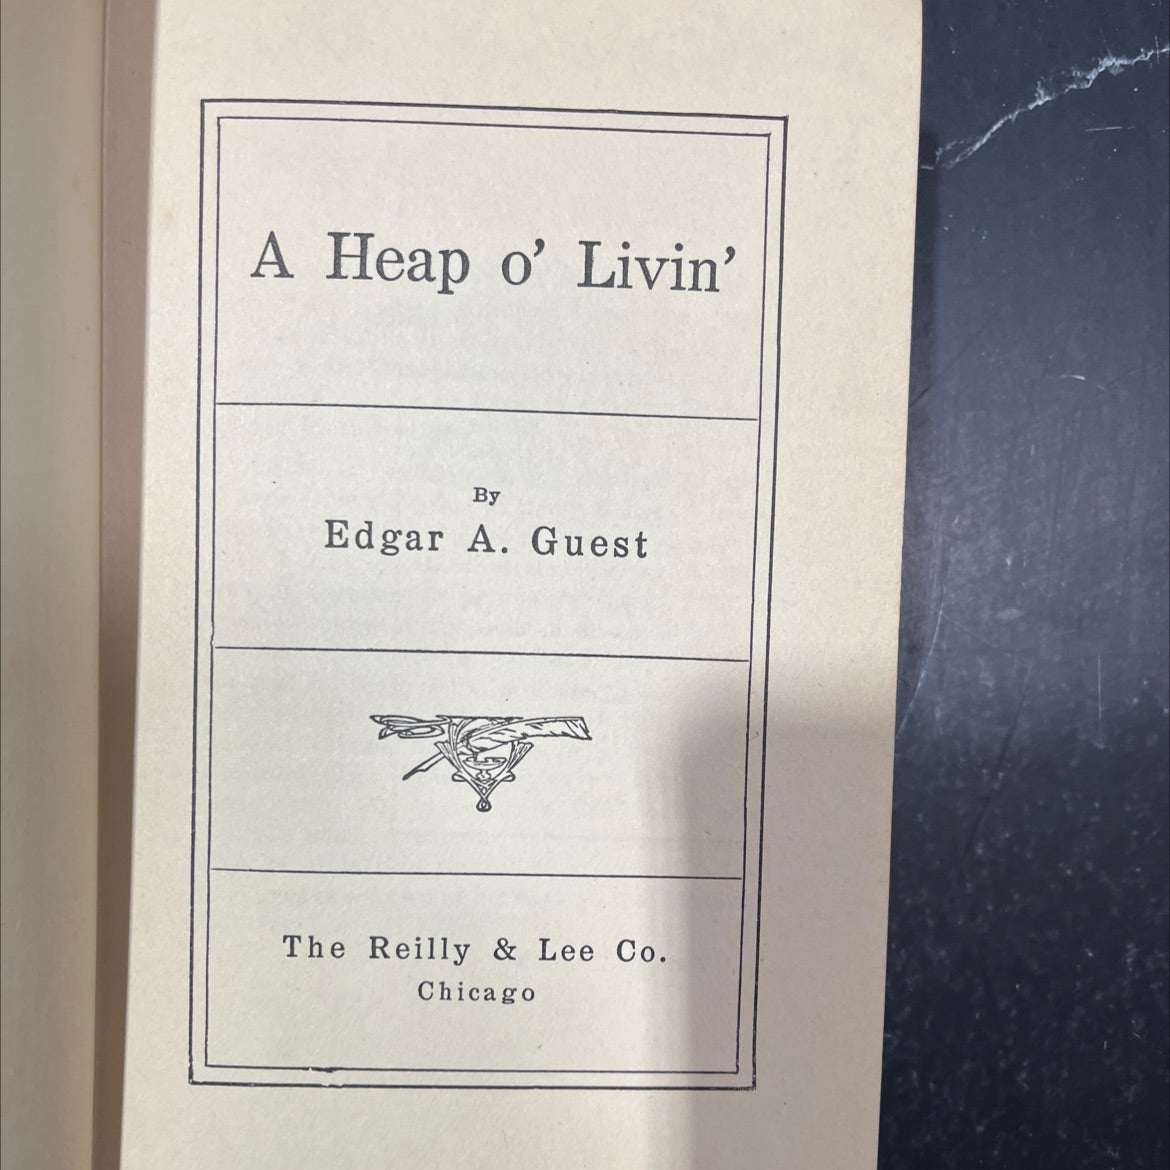 A Heap o’ Livin’
By
Edgar A. Guest
The Reilly & Lee Co.
Chicago